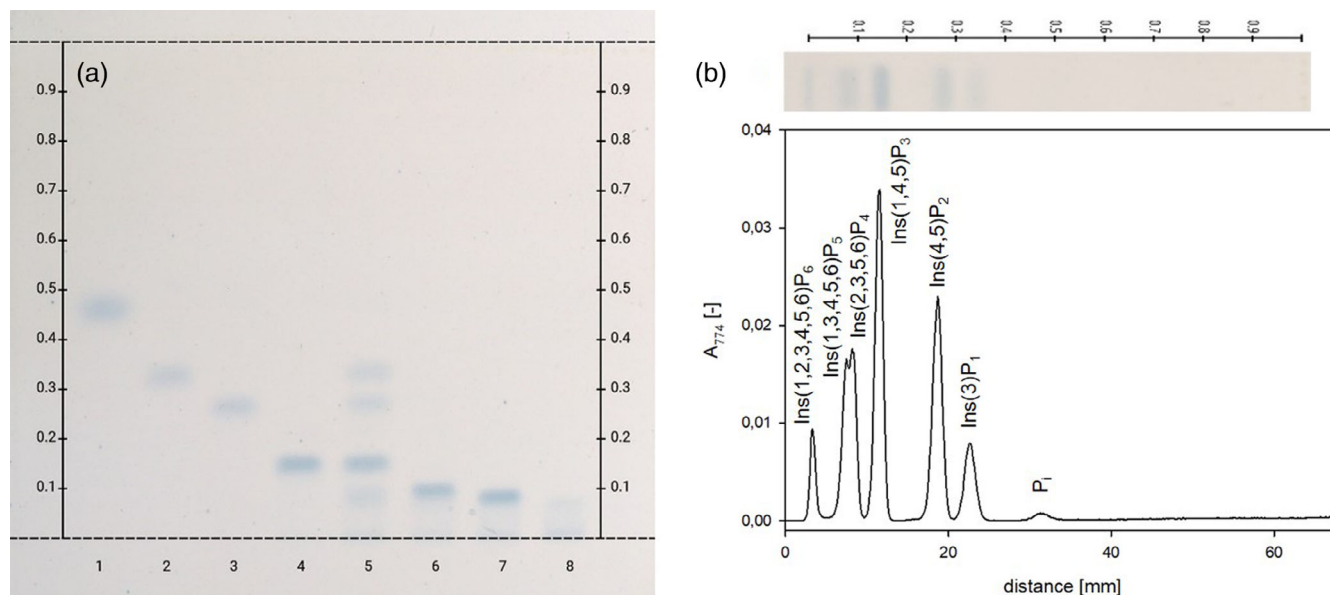 (a)
0.9 0.9
0.8 0.8
0.7 0.7
0.6 0.6
0.5 0.5
0.4 0.4
0.3 0.3
0.2 0.2
0.1 0.1
1 2 3 4 5 6 7 8
(b)
0.1 0.2 0.3 0.4 0.5 0.6 0.7 0.8 0.9
0,04
0,03
0,02
0,01
0,00
A₇₇₄ [-]
Ins(1,2,3,4,5,6)P₆
Ins(1,3,4,5,6)P₅
Ins(2,3,5,6)P₄
Ins(1,4,5)P₃
Ins(4,5)P₂
Ins(3)P₁
Pᵢ
0 20 40 60
distance [mm]